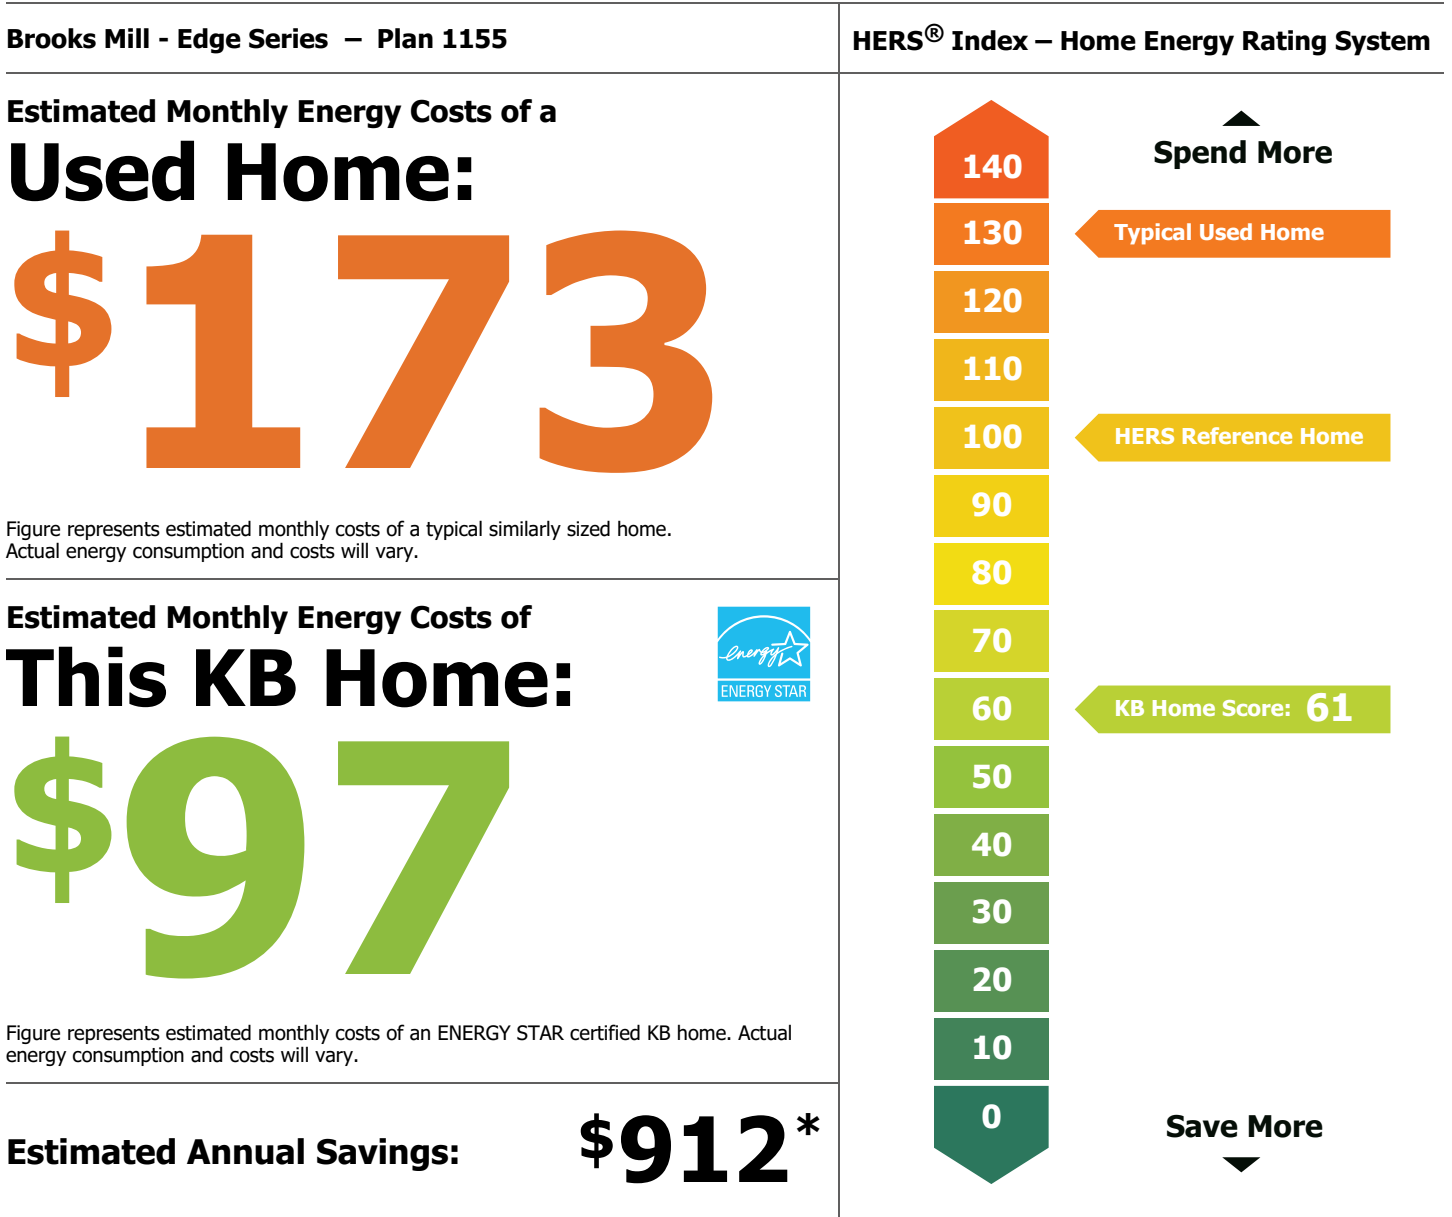 Brooks Mill - Edge Series – Plan 1155
Estimated Monthly Energy Costs of a
Used Home:
$173
Figure represents estimated monthly costs of a typical similarly sized home.
Actual energy consumption and costs will vary.
Estimated Monthly Energy Costs of
This KB Home:
energy
ENERGY STAR
$97
Figure represents estimated monthly costs of an ENERGY STAR certified KB home. Actual
energy consumption and costs will vary.
Estimated Annual Savings: $912*
HERS® Index – Home Energy Rating System
Spend More
140
130 Typical Used Home
120
110
100 HERS Reference Home
90
80
70
60 KB Home Score: 61
50
40
30
20
10
0
Save More